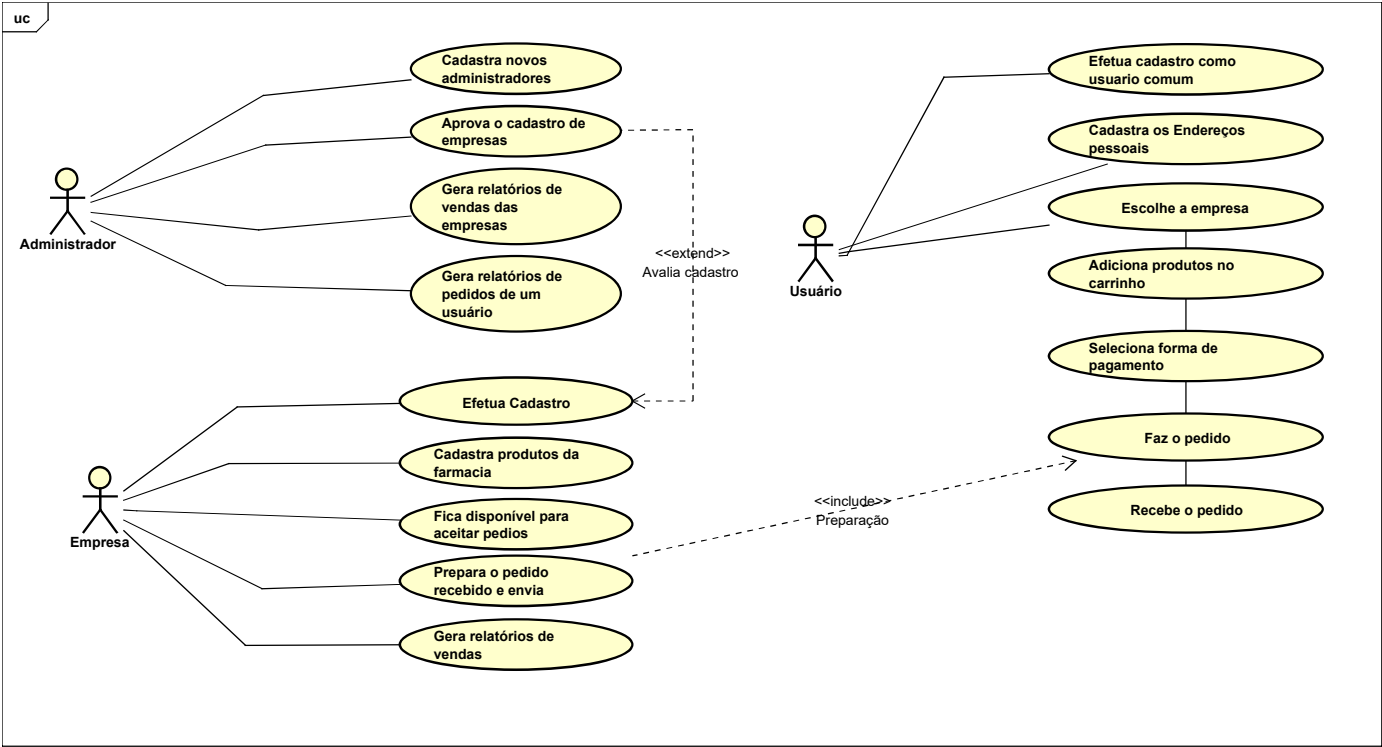 uc
Cadastra novos
administradores
Aprova o cadastro de
empresas
Gera relatórios de
vendas das
empresas
Gera relatórios de
pedidos de um
usuário
Administrador
<<extend>>
Avalia cadastro
Efetua Cadastro
Cadastra produtos da
farmacia
Fica disponível para
aceitar pedios
Prepara o pedido
recebido e envia
Gera relatórios de
vendas
Empresa
<<include>>
Preparação
Usuário
Efetua cadastro como
usuario comum
Cadastra os Endereços
pessoais
Escolhe a empresa
Adiciona produtos no
carrinho
Seleciona forma de
pagamento
Faz o pedido
Recebe o pedido